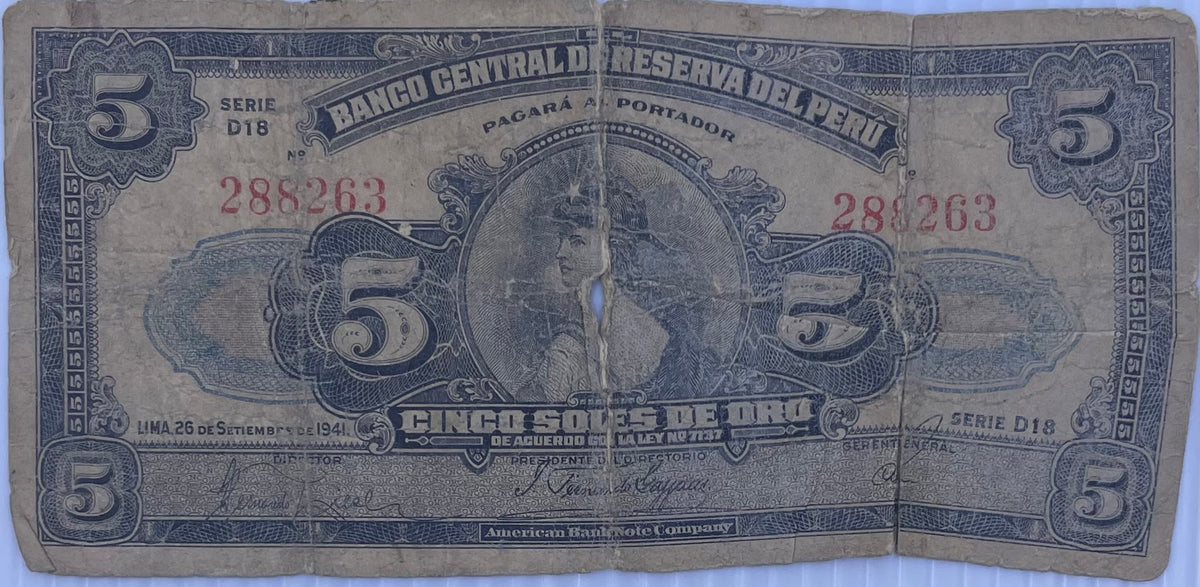 5 5
BANCO CENTRAL DE RESERVA DEL PERÚ
PAGARÁ AL PORTADOR
SERIE
D18
Nº
288263 288263
5 5
CINCO SOLES DE ORO
DE ACUERDO CON LA LEY Nº 7137
LIMA, 26 DE SETIEMBRE DE 1941.
SERIE D18
DIRECTOR PRESIDENTE DEL DIRECTORIO GERENTE GENERAL
5 5
American Bank Note Company